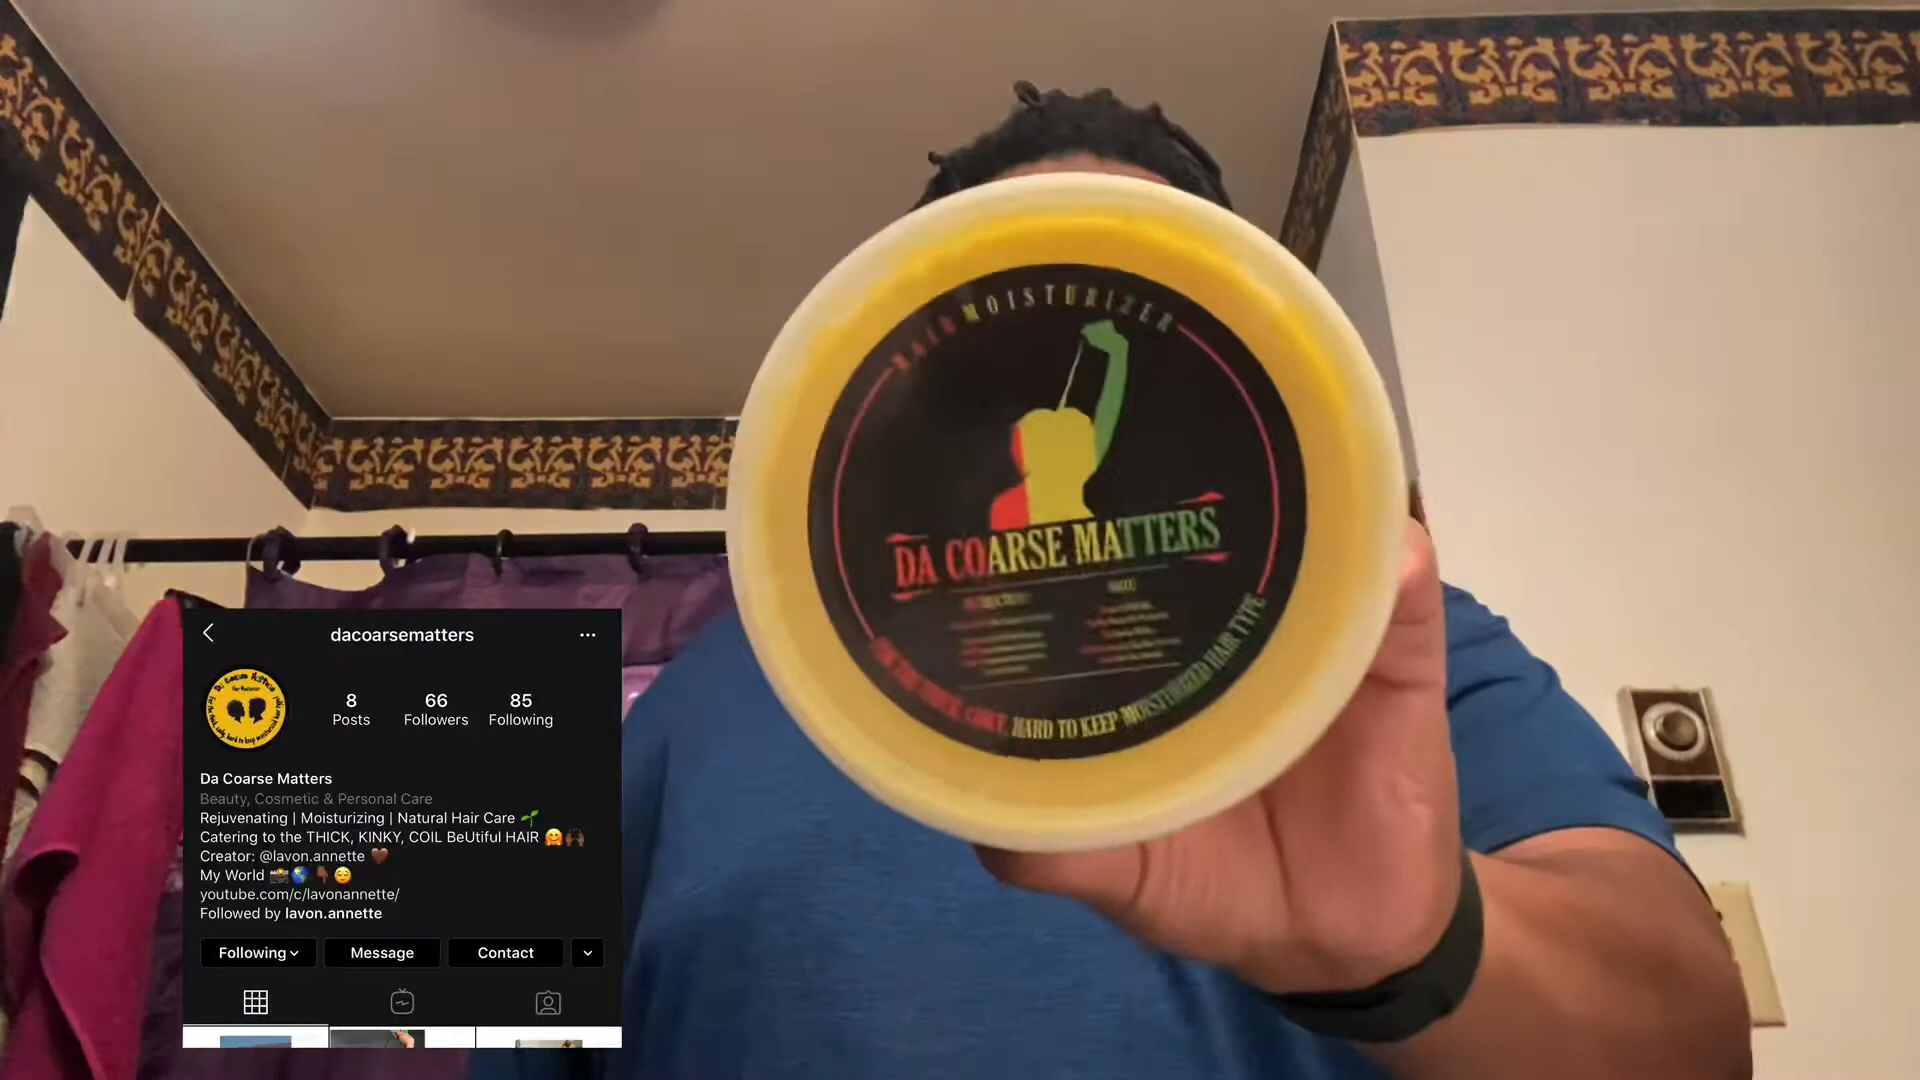 HAIR MOISTURIZER
DA COARSE MATTERS
HARD TO KEEP MOISTURIZED HAIR TYPE
dacoarsematters
8 66 85
Posts Followers Following
Da Coarse Matters
Beauty, Cosmetic & Personal Care
Rejuvenating | Moisturizing | Natural Hair Care 🌱
Catering to the THICK, KINKY, COIL BeUtiful HAIR 🤗🙌🏿
Creator: @lavon.annette 🤎
My World 📸🌎👇🏾😌
youtube.com/c/lavonannette/
Followed by lavon.annette
Following Message Contact